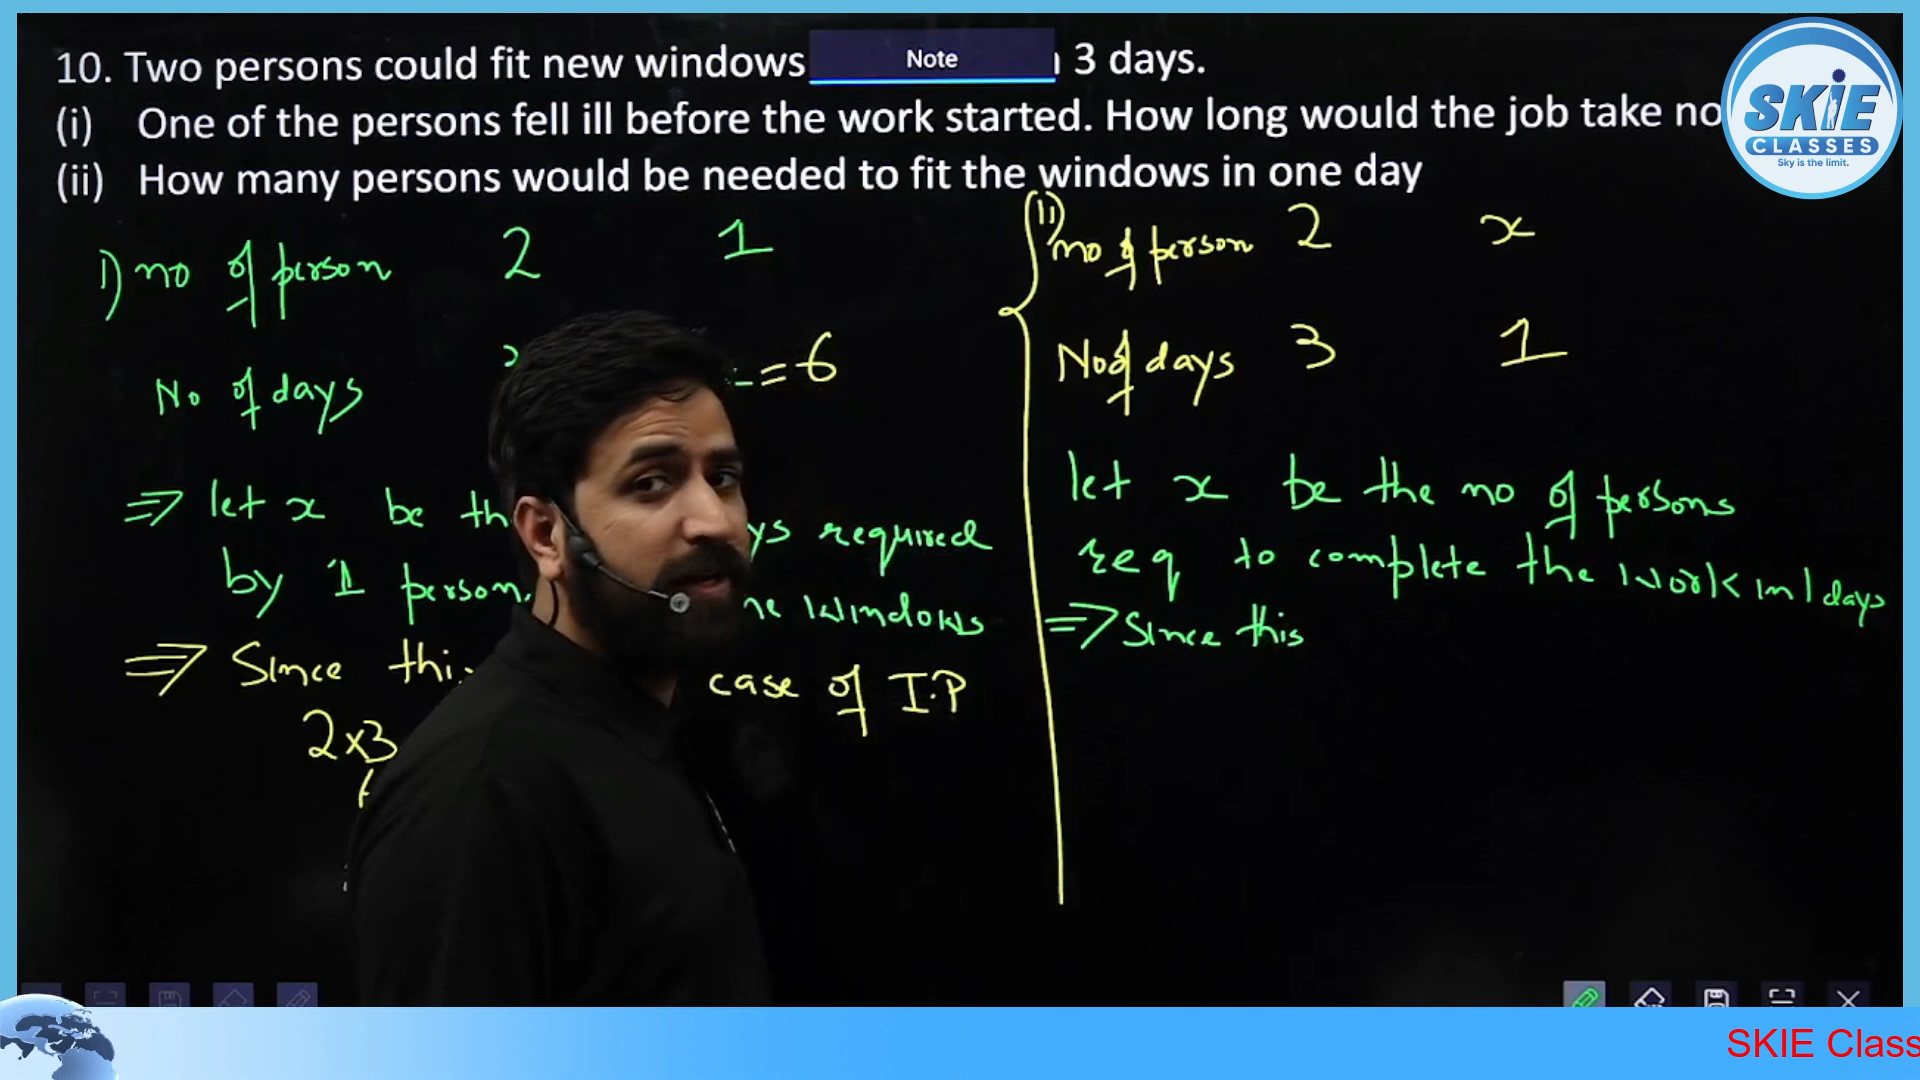 10. Two persons could fit new windows
Note
3 days.
(i) One of the persons fell ill before the work started. How long would the job take no
(ii) How many persons would be needed to fit the windows in one day
SKIE
CLASSES
Sky is the limit.
1) no of person 2 1
No of days = 6
⇒ let x be th ys required
by 1 person. windows
⇒ Since thi case of I.P
2×3
(ii)
no of person 2 x
No of days 3 1
let x be the no of persons
req to complete the work in 1 days
⇒ Since this
SKIE Class